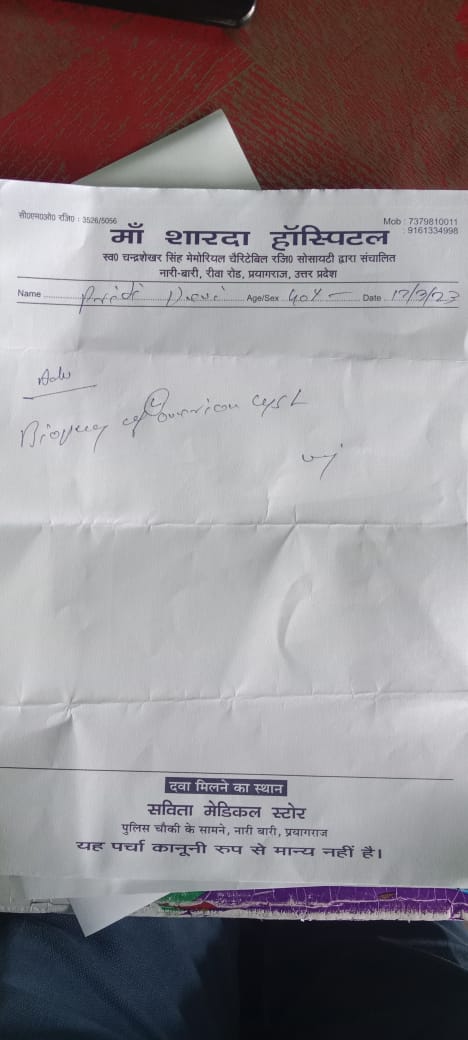 सी०एम०ओ० रजि० : 3526/5056
Mob : 7379810011
: 9161334998
माँ शारदा हॉस्पिटल
स्व० चन्द्रशेखर सिंह मेमोरियल चैरिटेबिल रजि० सोसायटी द्वारा संचालित
नारी-बारी, रीवा रोड, प्रयागराज, उत्तर प्रदेश
Name Devi Age/Sex 40Y - Date 17/3/23
Adv
Biopsy of ovarian cyst
दवा मिलने का स्थान
सविता मेडिकल स्टोर
पुलिस चौकी के सामने, नारी बारी, प्रयागराज
यह पर्चा कानूनी रुप से मान्य नहीं है।